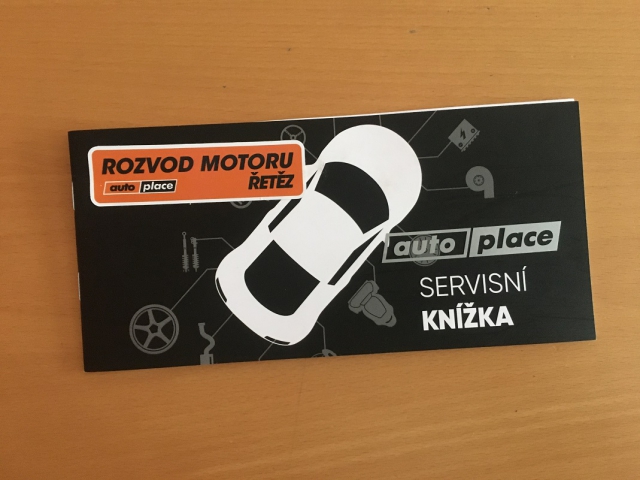 ROZVOD MOTORU
ŘETĚZ
auto place
auto place
SERVISNÍ
KNÍŽKA